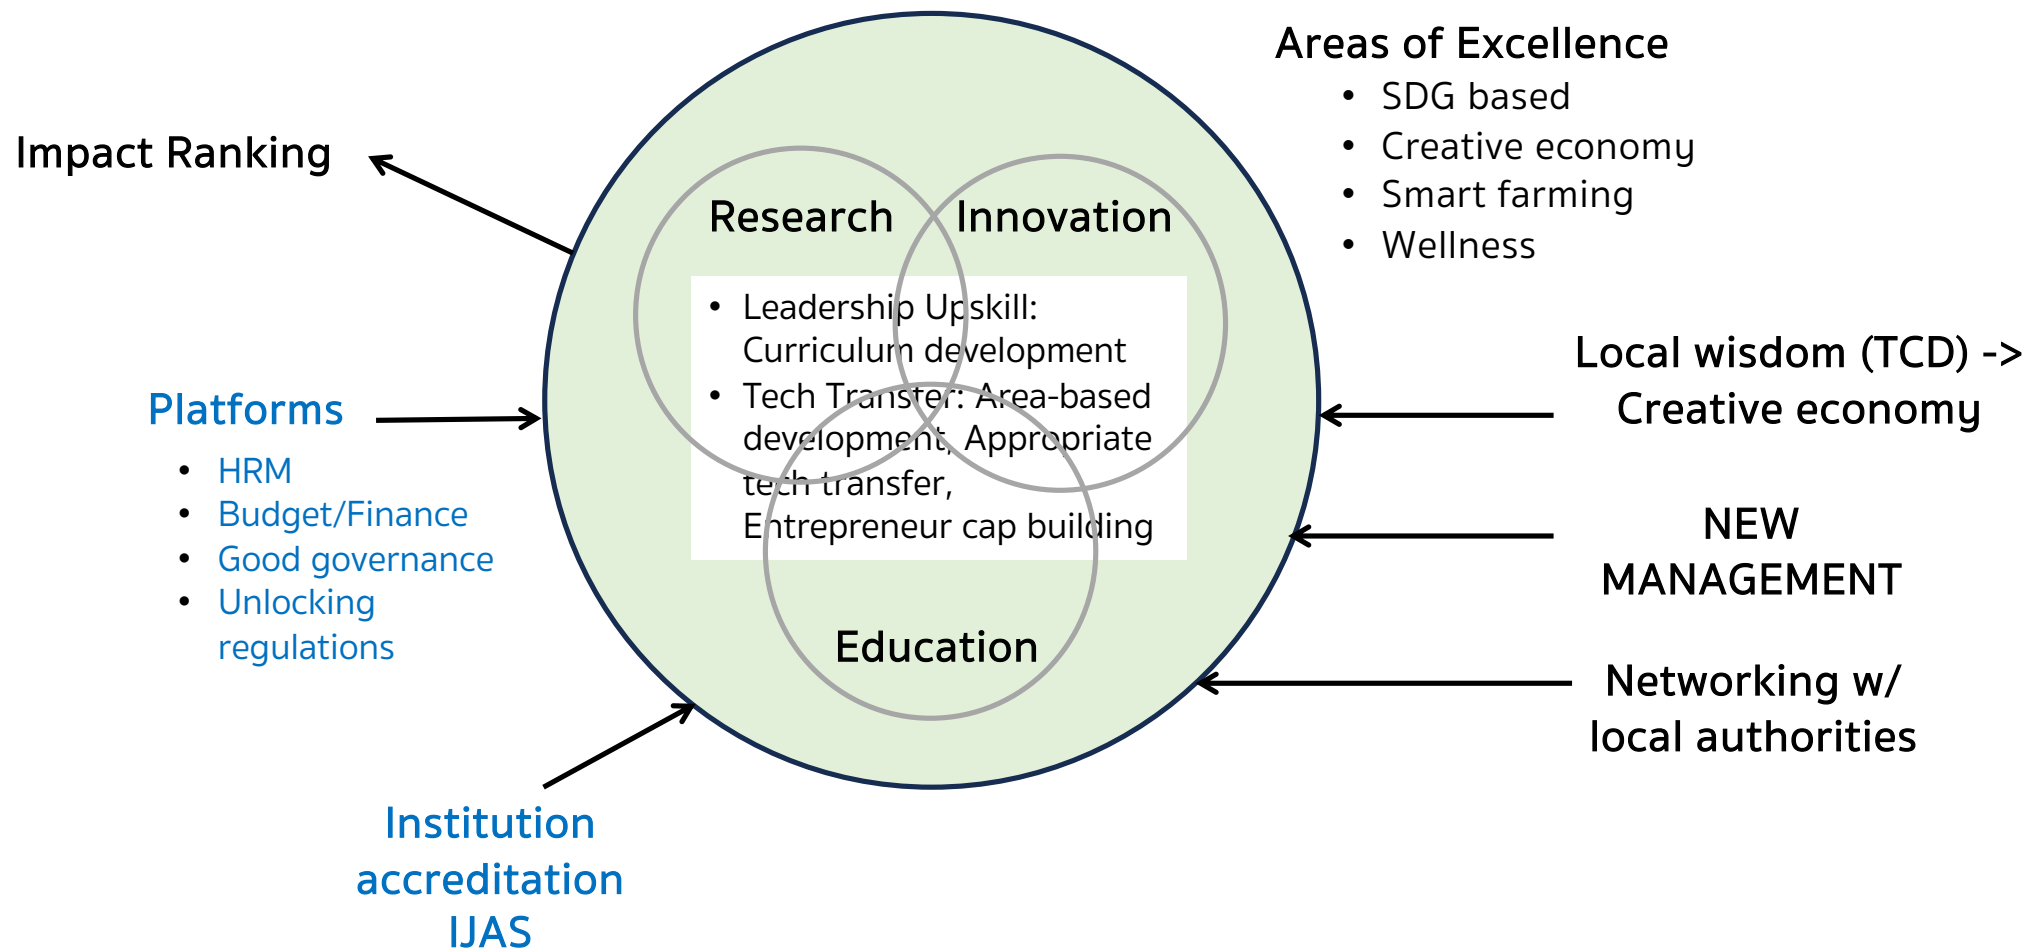 Areas of Excellence
• SDG based
• Creative economy
• Smart farming
• Wellness
Impact Ranking
Research
Innovation
• Leadership Upskill:
Curriculum development
• Tech Transfer: Area-based
development, Appropriate
tech transfer,
Entrepreneur cap building
Education
Local wisdom (TCD) ->
Creative economy
NEW
MANAGEMENT
Networking w/
local authorities
Platforms
• HRM
• Budget/Finance
• Good governance
• Unlocking
regulations
Institution
accreditation
IJAS